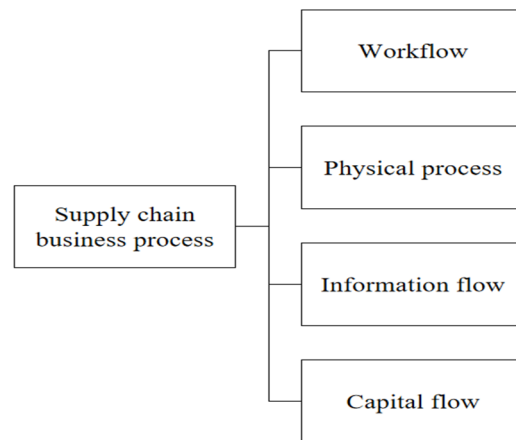 Workflow
Physical process
Supply chain
business process
Information flow
Capital flow